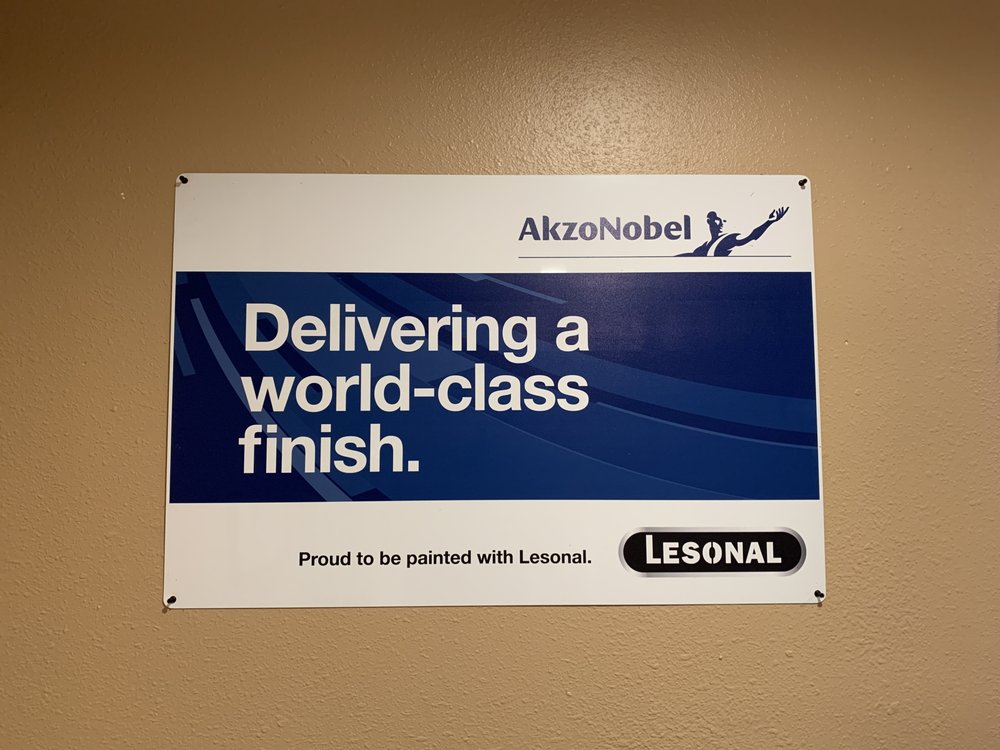 AkzoNobel
Delivering a
world-class
finish.
Proud to be painted with Lesonal.
LESONAL